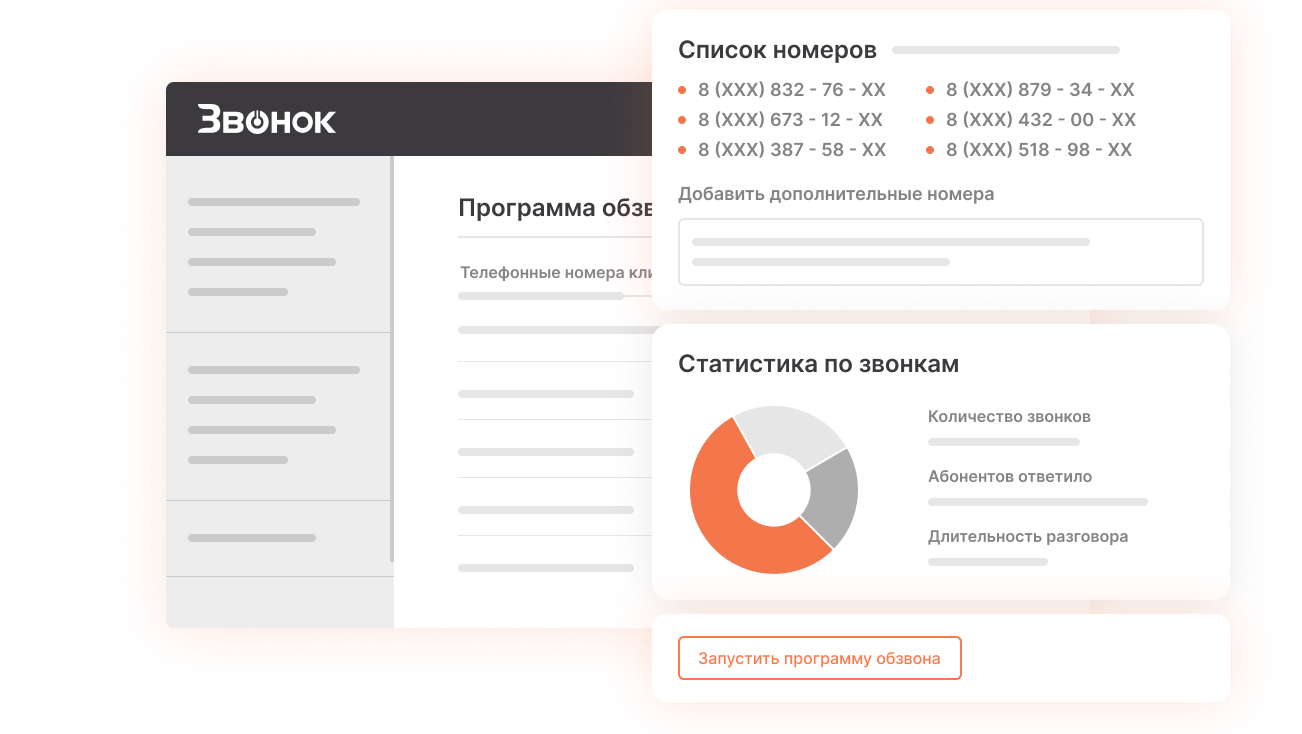 Звонок
Программа
Телефонные номера
Список номеров
8 (XXX) 832 - 76 - XX
8 (XXX) 879 - 34 - XX
8 (XXX) 673 - 12 - XX
8 (XXX) 432 - 00 - XX
8 (XXX) 387 - 58 - XX
8 (XXX) 518 - 98 - XX
Добавить дополнительные номера
Статистика по звонкам
Количество звонков
Абонентов ответило
Длительность разговора
Запустить программу обзвона